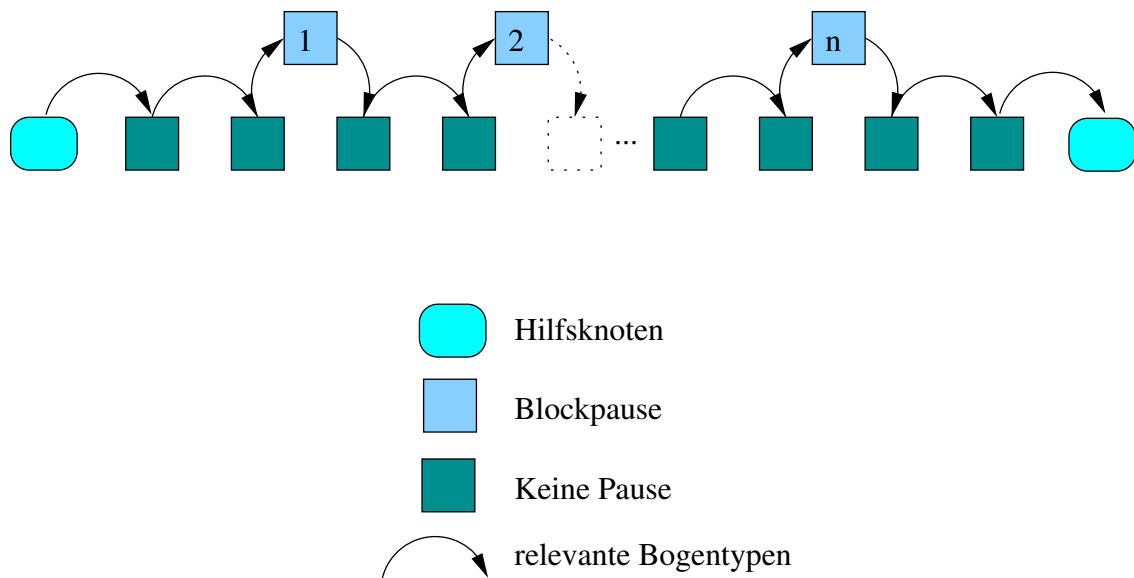 1
2
n
...
Hilfsknoten
Blockpause
Keine Pause
relevante Bogentypen